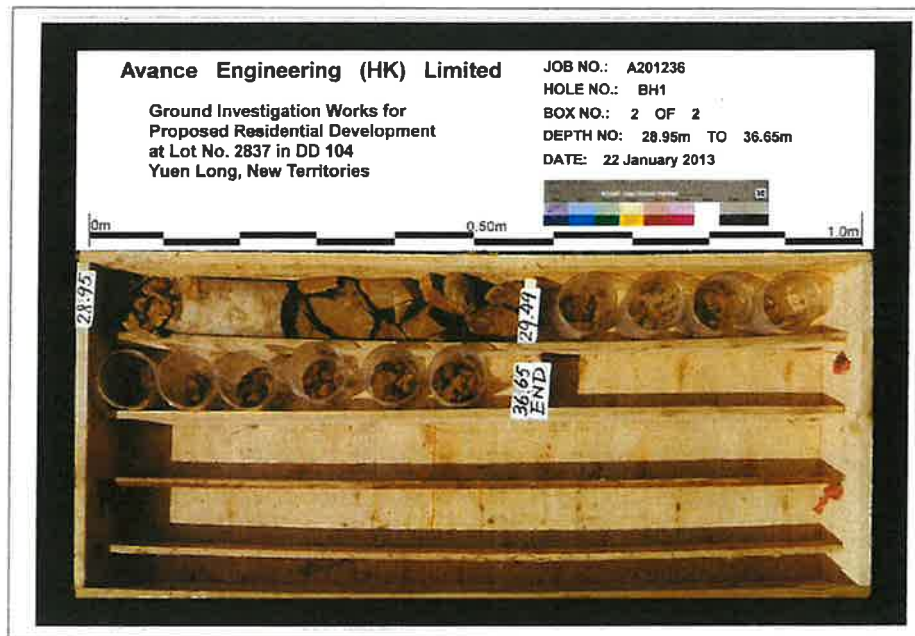 Avance Engineering (HK) Limited
Ground Investigation Works for
Proposed Residential Development
at Lot No. 2837 in DD 104
Yuen Long, New Territories
JOB NO.: A201236
HOLE NO.: BH1
BOX NO.: 2 OF 2
DEPTH NO: 28.95m TO 36.65m
DATE: 22 January 2013
0m 0.50m 1.0m
28.95
29.49
36.65
END